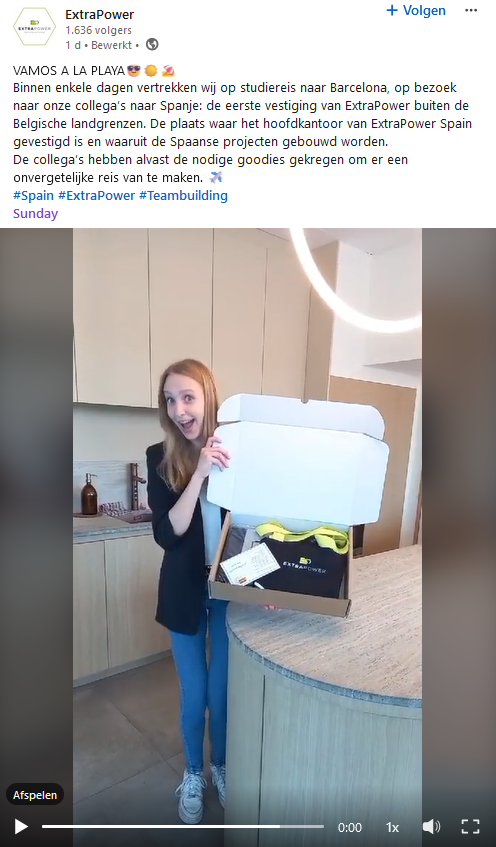 ExtraPower
1.636 volgers
1 d • Bewerkt •
+ Volgen
EXTRAPOWER
VAMOS A LA PLAYA😎🌞🏖️
Binnen enkele dagen vertrekken wij op studiereis naar Barcelona, op bezoek
naar onze collega's naar Spanje: de eerste vestiging van ExtraPower buiten de
Belgische landgrenzen. De plaats waar het hoofdkantoor van ExtraPower Spain
gevestigd is en waaruit de Spaanse projecten gebouwd worden.
De collega's hebben alvast de nodige goodies gekregen om er een
onvergetelijke reis van te maken. ✈️
#Spain #ExtraPower #Teambuilding
Sunday
EXTRAPOWER
Afspelen
0:00
1x